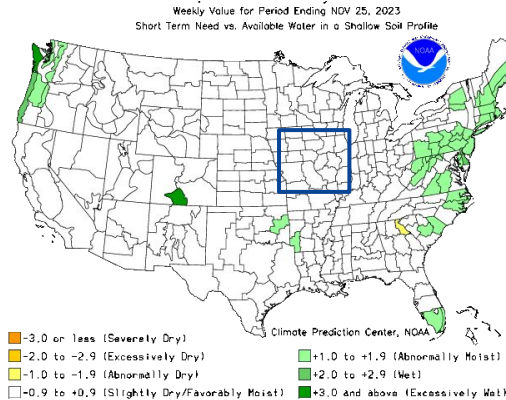 Weekly Value for Period Ending NOV 25, 2023
Short Term Need vs. Available Water in a Shallow Soil Profile
NOAA
Climate Prediction Center, NOAA
-3.0 or less (Severely Dry)
-2.0 to -2.9 (Excessively Dry)
-1.0 to -1.9 (Abnormally Dry)
-0.9 to +0.9 (Slightly Dry/Favorably Moist)
+1.0 to +1.9 (Abnormally Moist)
+2.0 to +2.9 (Wet)
+3.0 and above (Excessively Wet)